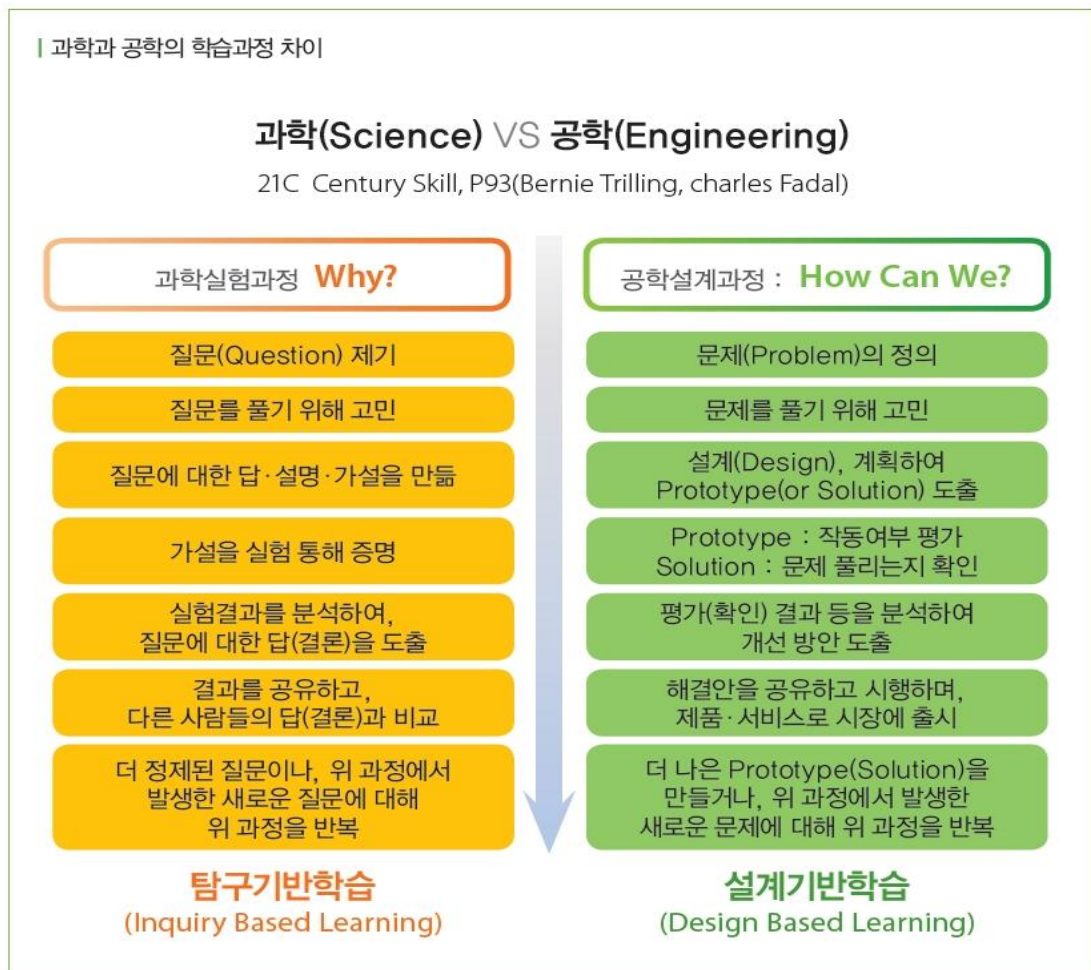 과학과 공학의 학습과정 차이
과학(Science) VS 공학(Engineering)
21C Century Skill, P93(Bernie Trilling, charles Fadal)
과학실험과정 Why?
질문(Question) 제기
질문를 풀기 위해 고민
질문에 대한 답·설명·가설을 만듦
가설을 실험 통해 증명
실험결과를 분석하여,
질문에 대한 답(결론)을 도출
결과를 공유하고,
다른 사람들의 답(결론)과 비교
더 정제된 질문이나, 위 과정에서
발생한 새로운 질문에 대해
위 과정을 반복
탐구기반학습
(Inquiry Based Learning)
공학설계과정 : How Can We?
문제(Problem)의 정의
문제를 풀기 위해 고민
설계(Design), 계획하여
Prototype(or Solution) 도출
Prototype : 작동여부 평가
Solution : 문제 풀리는지 확인
평가(확인) 결과 등을 분석하여
개선 방안 도출
해결안을 공유하고 시행하며,
제품·서비스로 시장에 출시
더 나은 Prototype(Solution)을
만들거나, 위 과정에서 발생한
새로운 문제에 대해 위 과정을 반복
설계기반학습
(Design Based Learning)